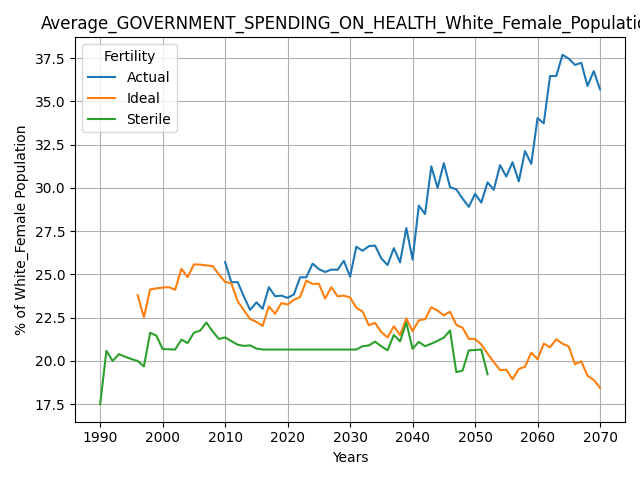 Average_GOVERNMENT_SPENDING_ON_HEALTH_White_Female_Populatio
Fertility
Actual
Ideal
Sterile
37.5
35.0
32.5
30.0
27.5
25.0
22.5
20.0
17.5
% of White_Female Population
1990 2000 2010 2020 2030 2040 2050 2060 2070
Years